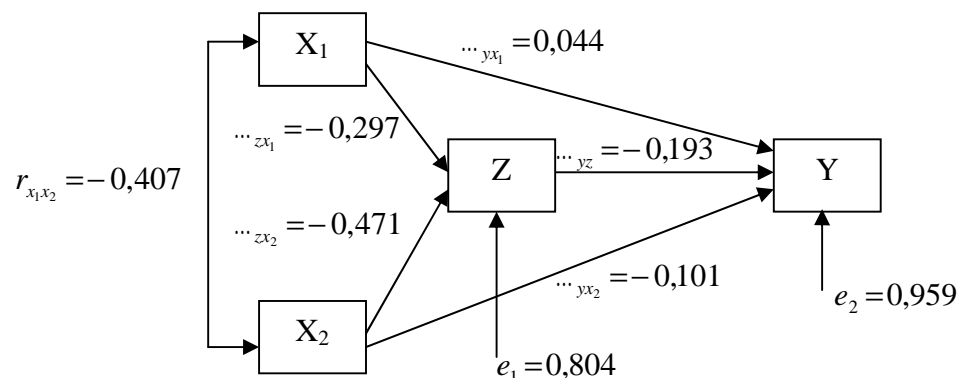 X₁
... yx₁ = 0,044
... zx₁ = −0,297
... yz = −0,193
Z
Y
r x₁x₂ = −0,407
... zx₂ = −0,471
... yx₂ = −0,101
e₂ = 0,959
X₂
e₁ = 0,804